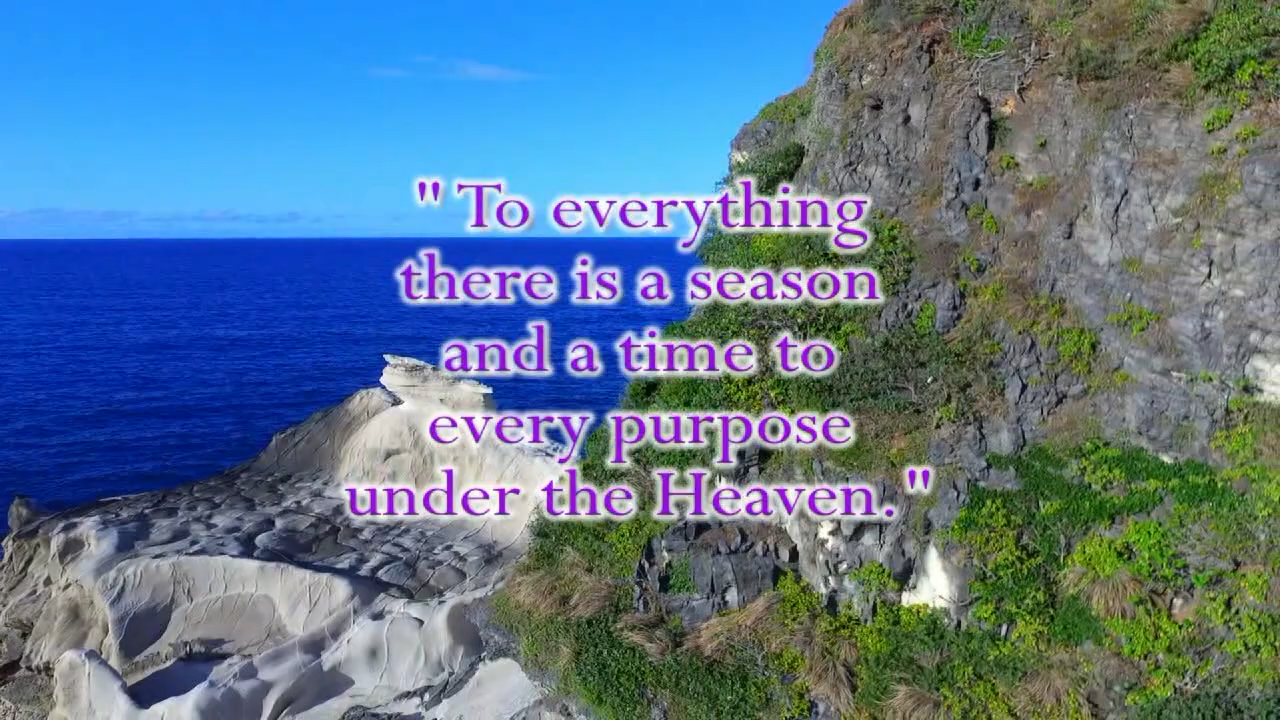 " To everything
there is a season
and a time to
every purpose
under the Heaven. "